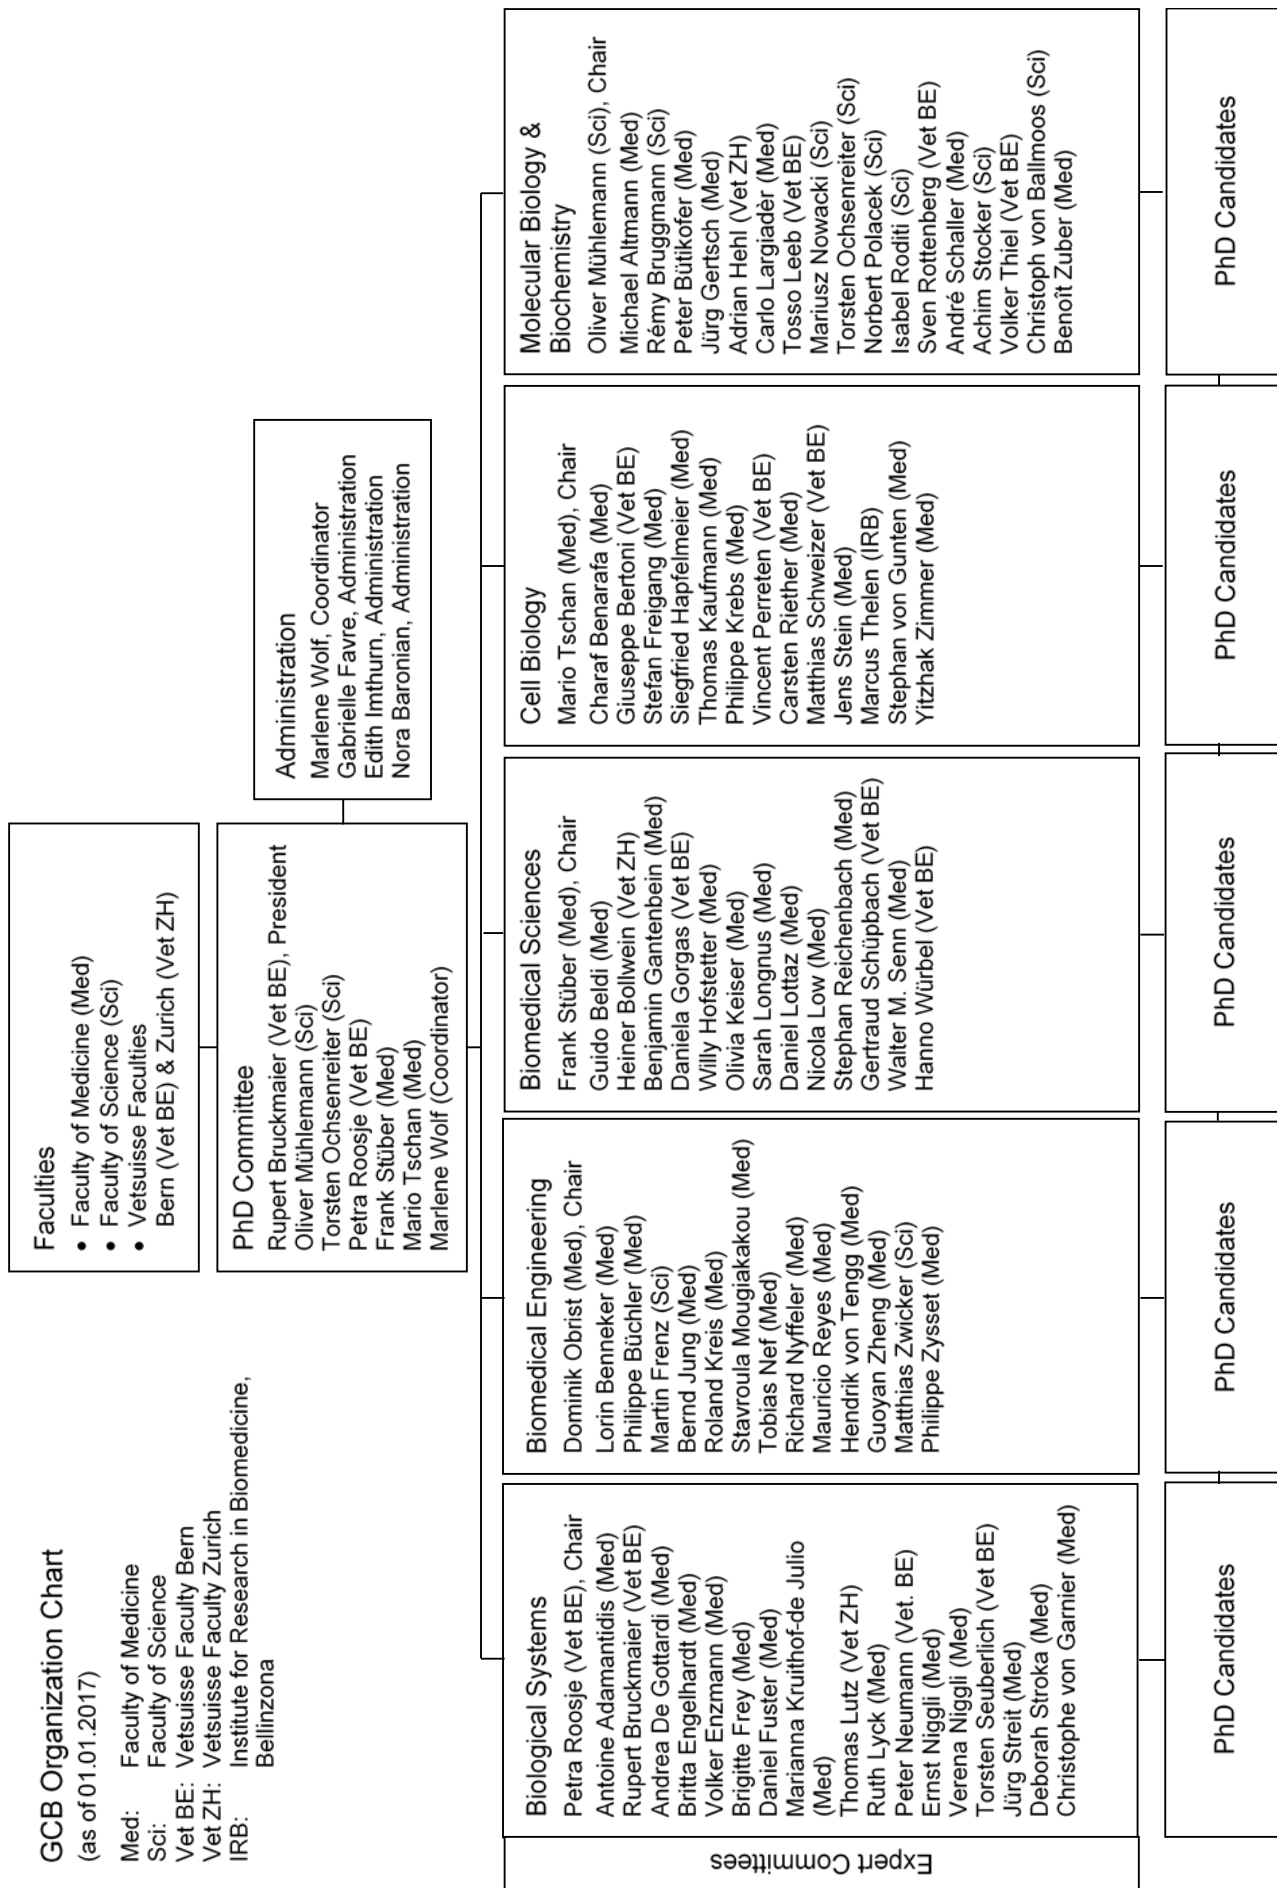 GCB Organization Chart
(as of 01.01.2017)
Med: Faculty of Medicine
Sci: Faculty of Science
Vet BE: Vetsuisse Faculty Bern
Vet ZH: Vetsuisse Faculty Zurich
IRB: Institute for Research in Biomedicine,
Bellinzona
Faculties
• Faculty of Medicine (Med)
• Faculty of Science (Sci)
• Vetsuisse Faculties
Bern (Vet BE) & Zurich (Vet ZH)
PhD Committee
Rupert Bruckmaier (Vet BE), President
Oliver Mühlemann (Sci)
Torsten Ochsenreiter (Sci)
Petra Roosje (Vet BE)
Frank Stüber (Med)
Mario Tschan (Med)
Marlene Wolf (Coordinator)
Administration
Marlene Wolf, Coordinator
Gabrielle Favre, Administration
Edith Imthurn, Administration
Nora Baronian, Administration
Expert Committees
Biological Systems
Petra Roosje (Vet BE), Chair
Antoine Adamantidis (Med)
Rupert Bruckmaier (Vet BE)
Andrea De Gottardi (Med)
Britta Engelhardt (Med)
Volker Enzmann (Med)
Brigitte Frey (Med)
Daniel Fuster (Med)
Marianna Kruithof-de Julio
(Med)
Thomas Lutz (Vet ZH)
Ruth Lyck (Med)
Peter Neumann (Vet. BE)
Ernst Niggli (Med)
Verena Niggli (Med)
Torsten Seuberlich (Vet BE)
Jürg Streit (Med)
Deborah Stroka (Med)
Christophe von Garnier (Med)
Biomedical Engineering
Dominik Obrist (Med), Chair
Lorin Benneker (Med)
Philippe Büchler (Med)
Martin Frenz (Sci)
Bernd Jung (Med)
Roland Kreis (Med)
Stavroula Mougiakakou (Med)
Tobias Nef (Med)
Richard Nyffeler (Med)
Mauricio Reyes (Med)
Hendrik von Tengg (Med)
Guoyan Zheng (Med)
Matthias Zwicker (Sci)
Philippe Zysset (Med)
Biomedical Sciences
Frank Stüber (Med), Chair
Guido Beldi (Med)
Heiner Bollwein (Vet ZH)
Benjamin Gantenbein (Med)
Daniela Gorgas (Vet BE)
Willy Hofstetter (Med)
Olivia Keiser (Med)
Sarah Longnus (Med)
Daniel Lottaz (Med)
Nicola Low (Med)
Stephan Reichenbach (Med)
Gertraud Schüpbach (Vet BE)
Walter M. Senn (Med)
Hanno Würbel (Vet BE)
Cell Biology
Mario Tschan (Med), Chair
Charaf Benarafa (Med)
Giuseppe Bertoni (Vet BE)
Stefan Freigang (Med)
Siegfried Hapfelmeier (Med)
Thomas Kaufmann (Med)
Philippe Krebs (Med)
Vincent Perreten (Vet BE)
Carsten Riether (Med)
Matthias Schweizer (Vet BE)
Jens Stein (Med)
Marcus Thelen (IRB)
Stephan von Gunten (Med)
Yitzhak Zimmer (Med)
Molecular Biology &
Biochemistry
Oliver Mühlemann (Sci), Chair
Michael Altmann (Med)
Rémy Bruggmann (Sci)
Peter Bütikofer (Med)
Jürg Gertsch (Med)
Adrian Hehl (Vet ZH)
Carlo Largiadèr (Med)
Tosso Leeb (Vet BE)
Mariusz Nowacki (Sci)
Torsten Ochsenreiter (Sci)
Norbert Polacek (Sci)
Isabel Roditi (Sci)
Sven Rottenberg (Vet BE)
André Schaller (Med)
Achim Stocker (Sci)
Volker Thiel (Vet BE)
Christoph von Ballmoos (Sci)
Benoît Zuber (Med)
PhD Candidates
PhD Candidates
PhD Candidates
PhD Candidates
PhD Candidates